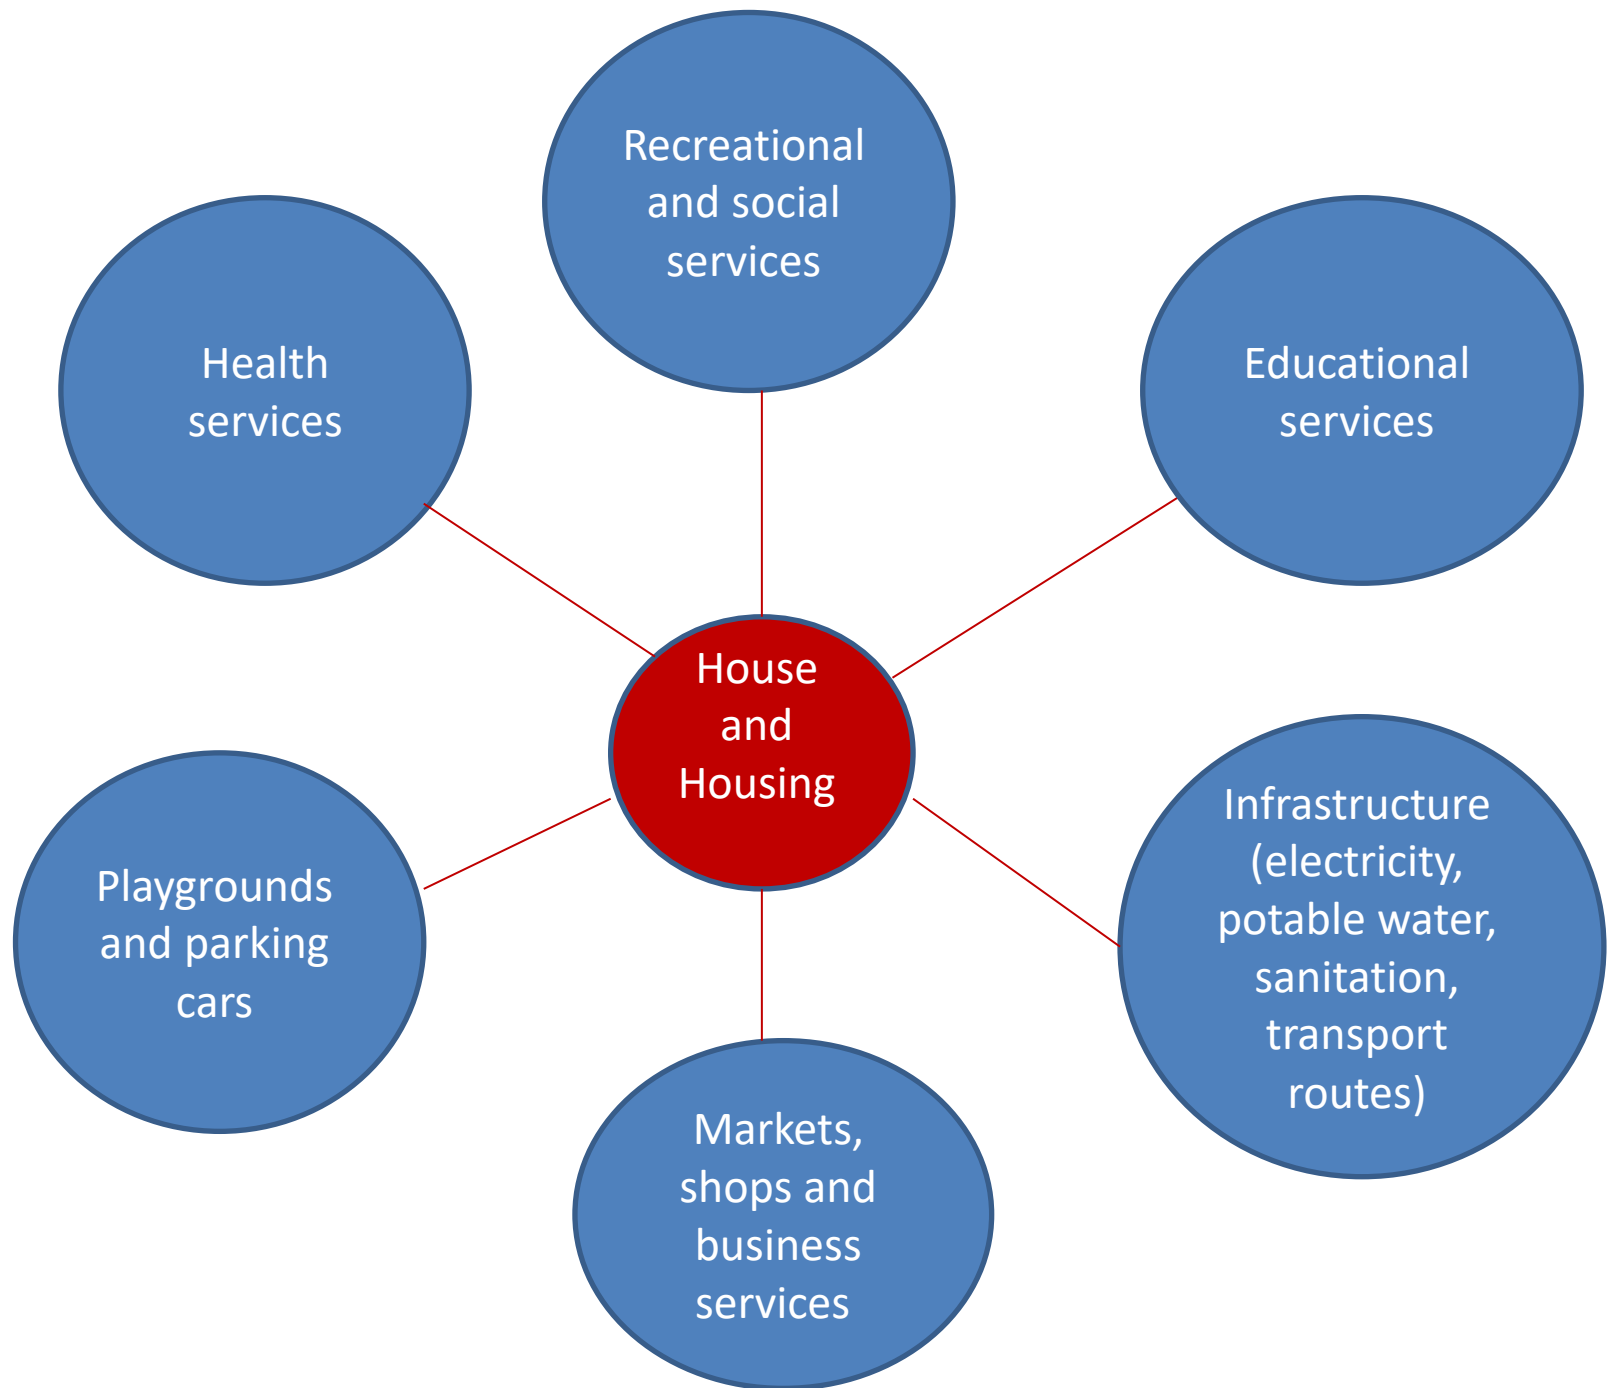 Recreational
and social
services
Health
services
Educational
services
House
and
Housing
Infrastructure
(electricity,
potable water,
sanitation,
transport
routes)
Playgrounds
and parking
cars
Markets,
shops and
business
services